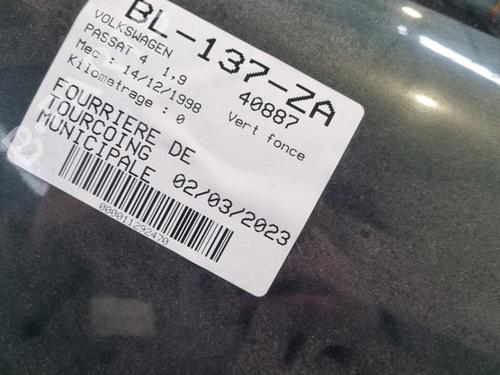 BL-137-ZA
VOLKSWAGEN
40887
PASSAT 4 1,9
Vert fonce
Mec : 14/12/1998
Kilometrage : 0
FOURRIERE DE
TOURCOING
MUNICIPALE 02/03/2023
000011292470